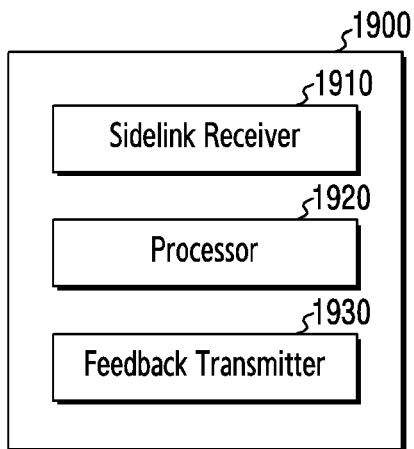 1900
1910
Sidelink Receiver
1920
Processor
1930
Feedback Transmitter